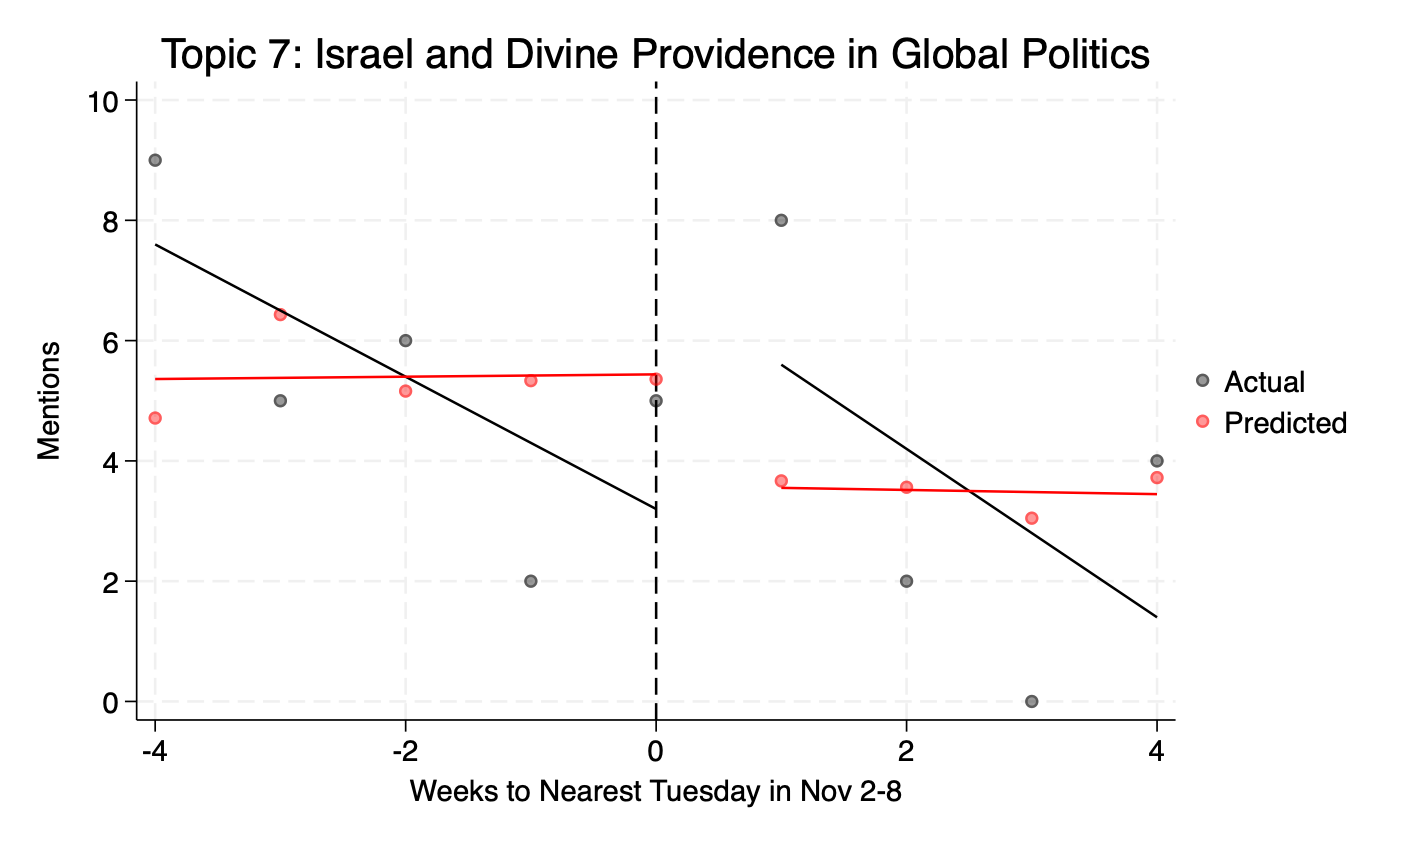 Topic 7: Israel and Divine Providence in Global Politics
10
8
6
4
2
0
Mentions
-4
-2
0
2
4
Weeks to Nearest Tuesday in Nov 2-8
Actual
Predicted